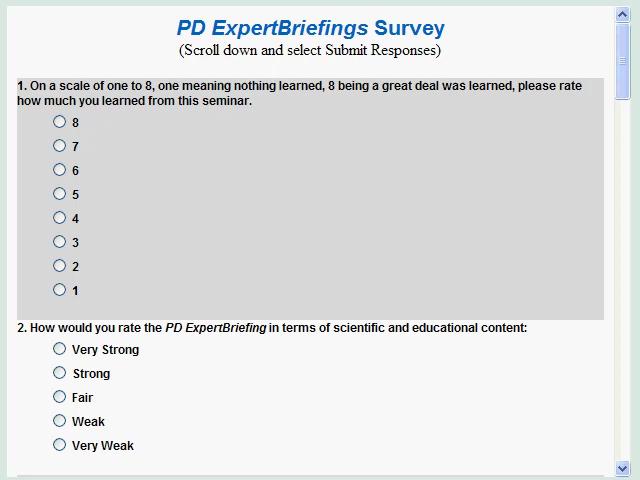 PD ExpertBriefings Survey
(Scroll down and select Submit Responses)
1. On a scale of one to 8, one meaning nothing learned, 8 being a great deal was learned, please rate
how much you learned from this seminar.
8
7
6
5
4
3
2
1
2. How would you rate the PD ExpertBriefing in terms of scientific and educational content:
Very Strong
Strong
Fair
Weak
Very Weak